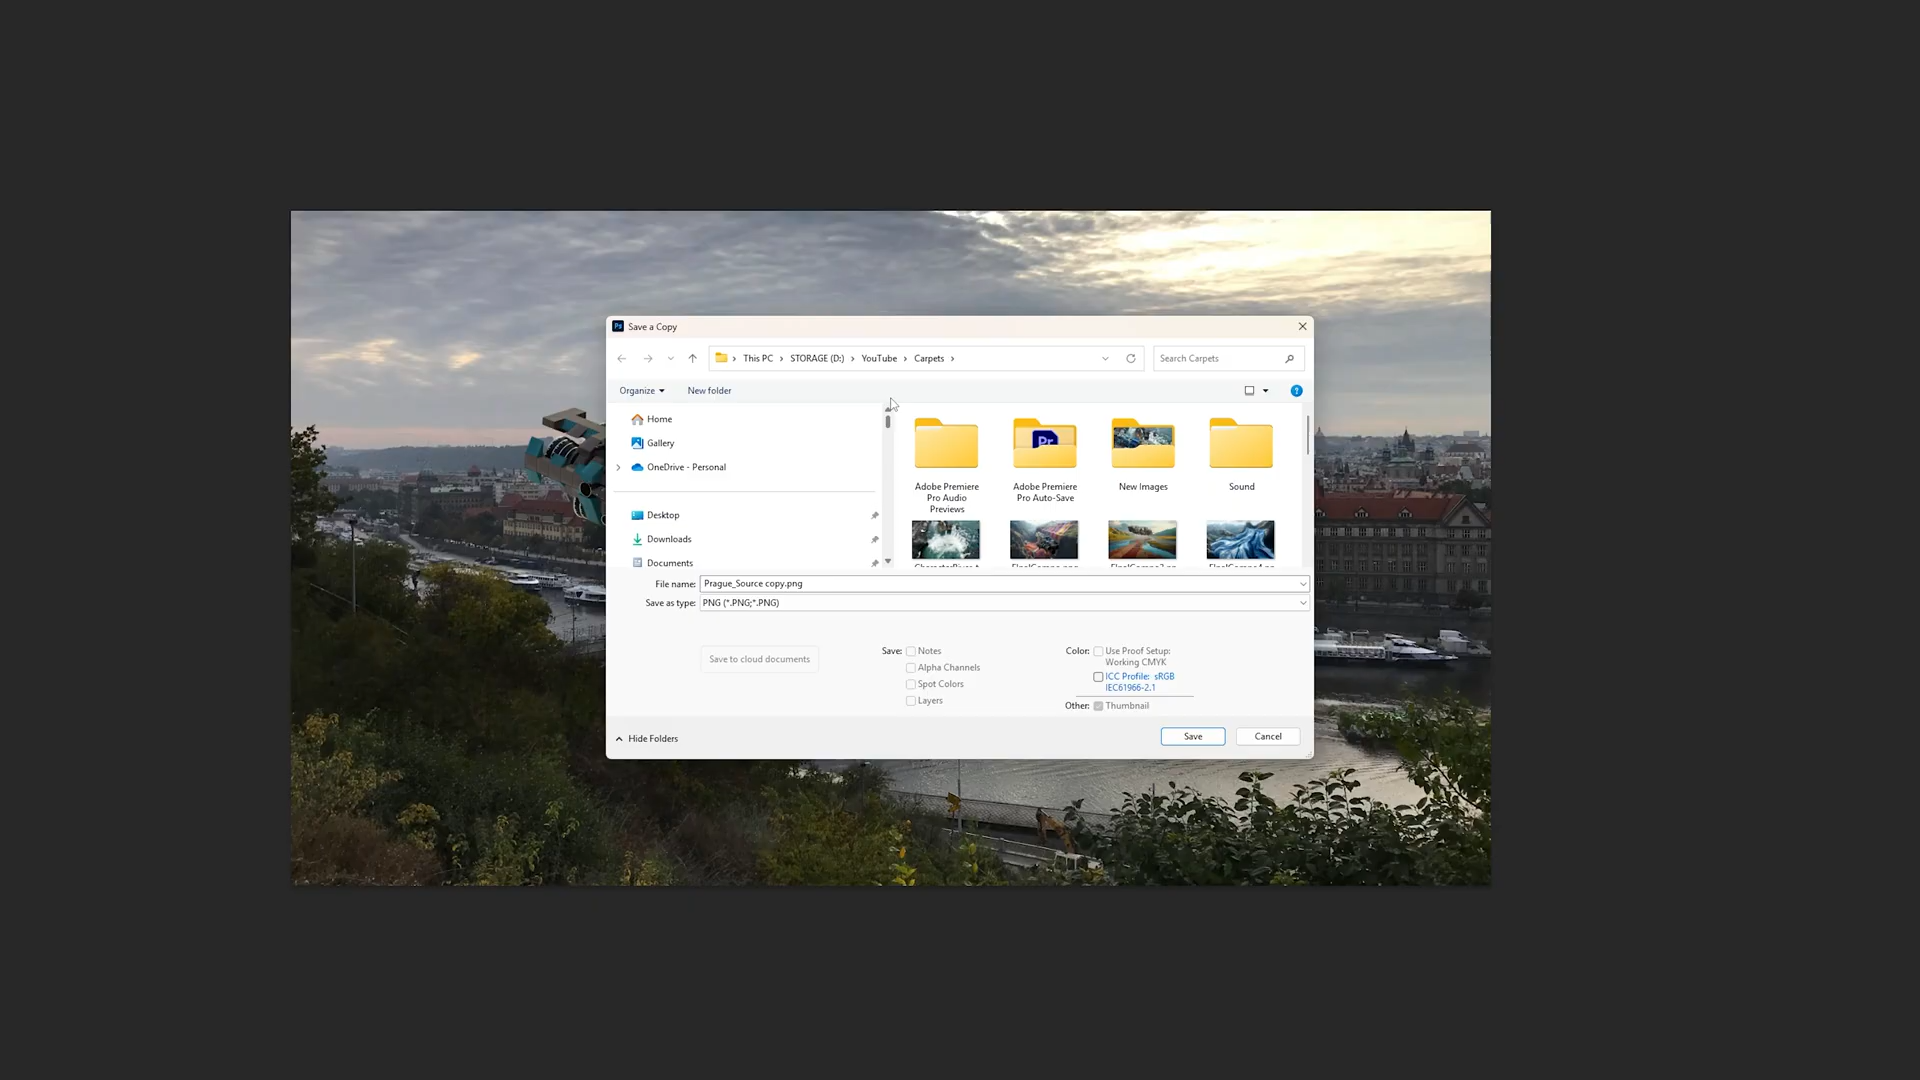 Ps Save a Copy
This PC > STORAGE (D:) > YouTube > Carpets >
Search Carpets
Organize
New folder
?
Home
Gallery
OneDrive - Personal
Desktop
Downloads
Documents
Adobe Premiere
Pro Audio
Previews
Pr
Adobe Premiere
Pro Auto-Save
New Images
Sound
File name: Prague_Source copy.png
Save as type: PNG (*.PNG;*.PNG)
Save to cloud documents
Save: Notes
Alpha Channels
Spot Colors
Layers
Color: Use Proof Setup:
Working CMYK
ICC Profile: sRGB
IEC61966-2.1
Other: Thumbnail
Hide Folders
Save
Cancel